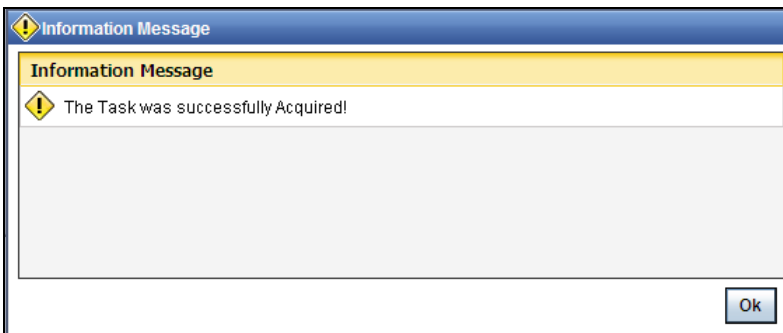 Information Message
Information Message
The Task was successfully Acquired!
Ok